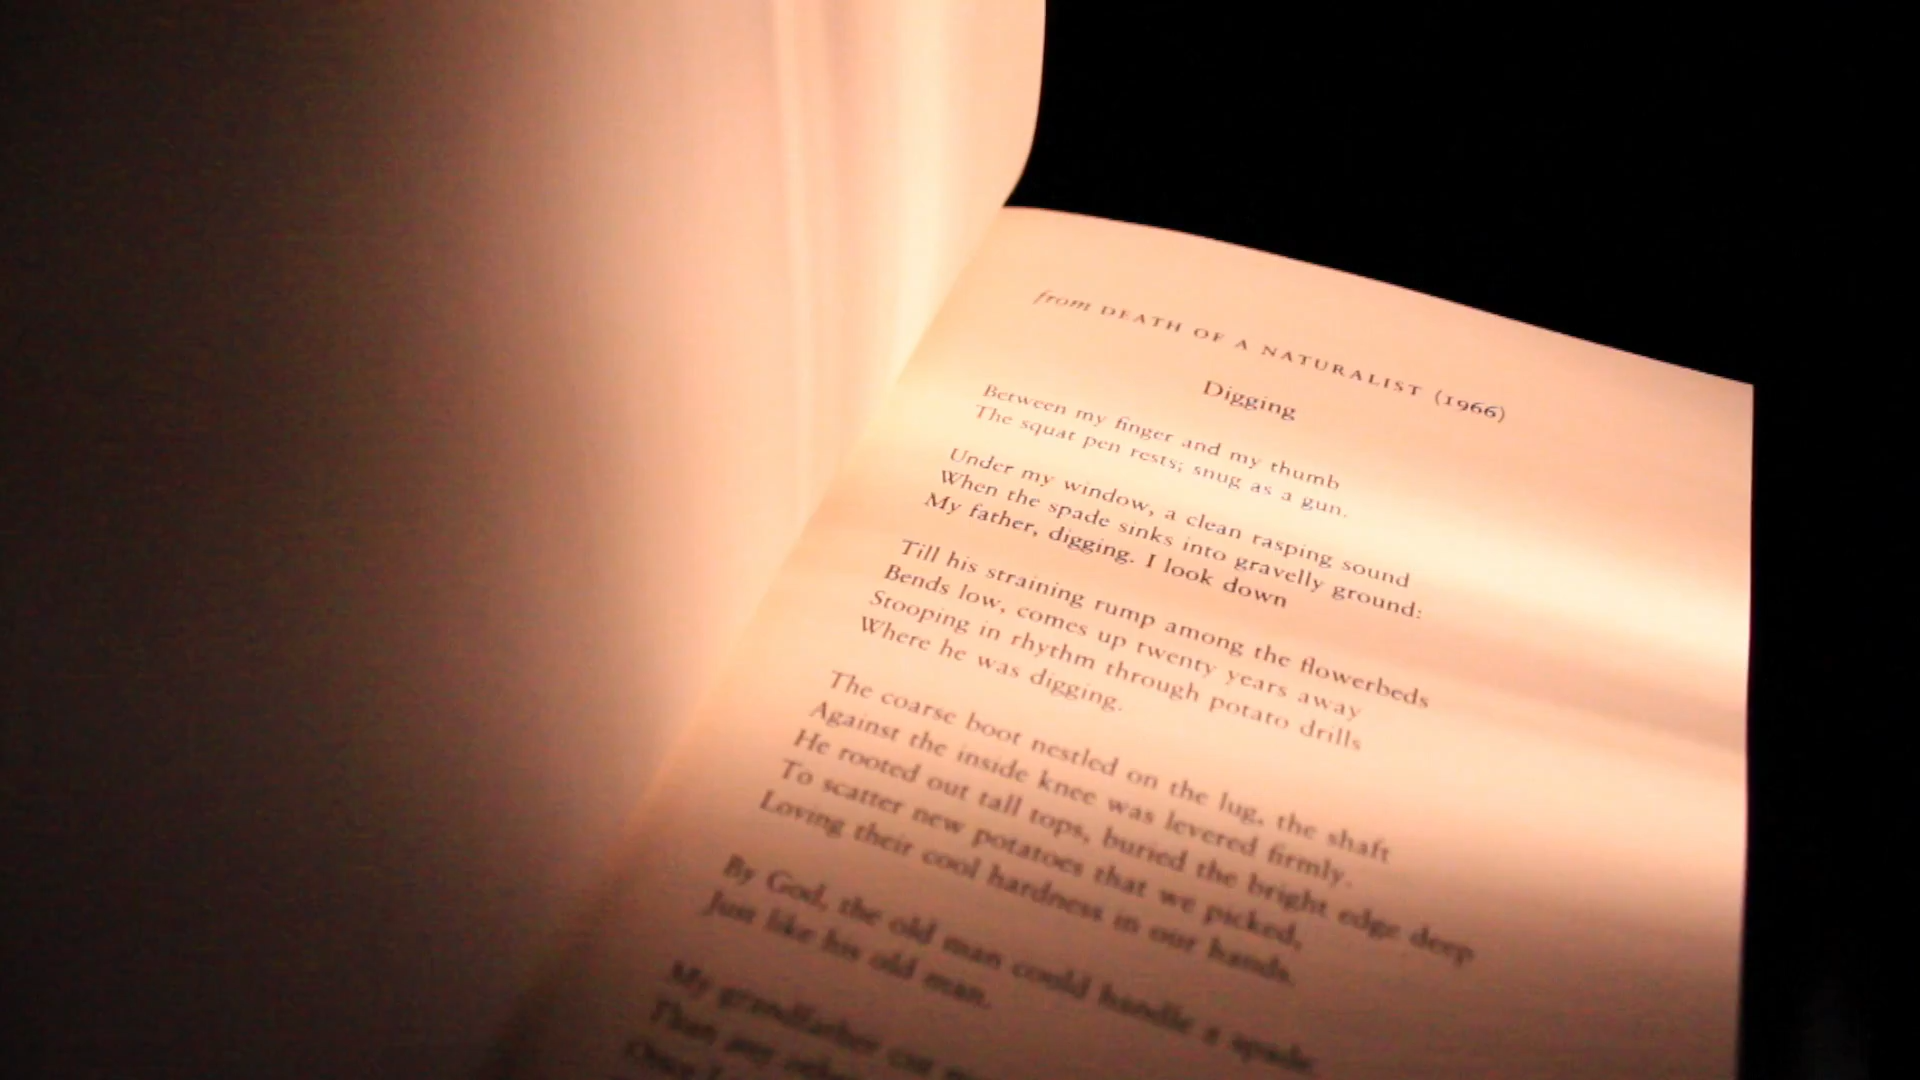 from DEATH OF A NATURALIST (1966)
Digging
Between my finger and my thumb
The squat pen rests; snug as a gun.
Under my window, a clean rasping sound
When the spade sinks into gravelly ground:
My father, digging. I look down
Till his straining rump among the flowerbeds
Bends low, comes up twenty years away
Stooping in rhythm through potato drills
Where he was digging.
The coarse boot nestled on the lug, the shaft
Against the inside knee was levered firmly.
He rooted out tall tops, buried the bright edge deep
To scatter new potatoes that we picked,
Loving their cool hardness in our hands.
By God, the old man could handle a spade.
Just like his old man.
My grandfather cut
Than any other
Once I